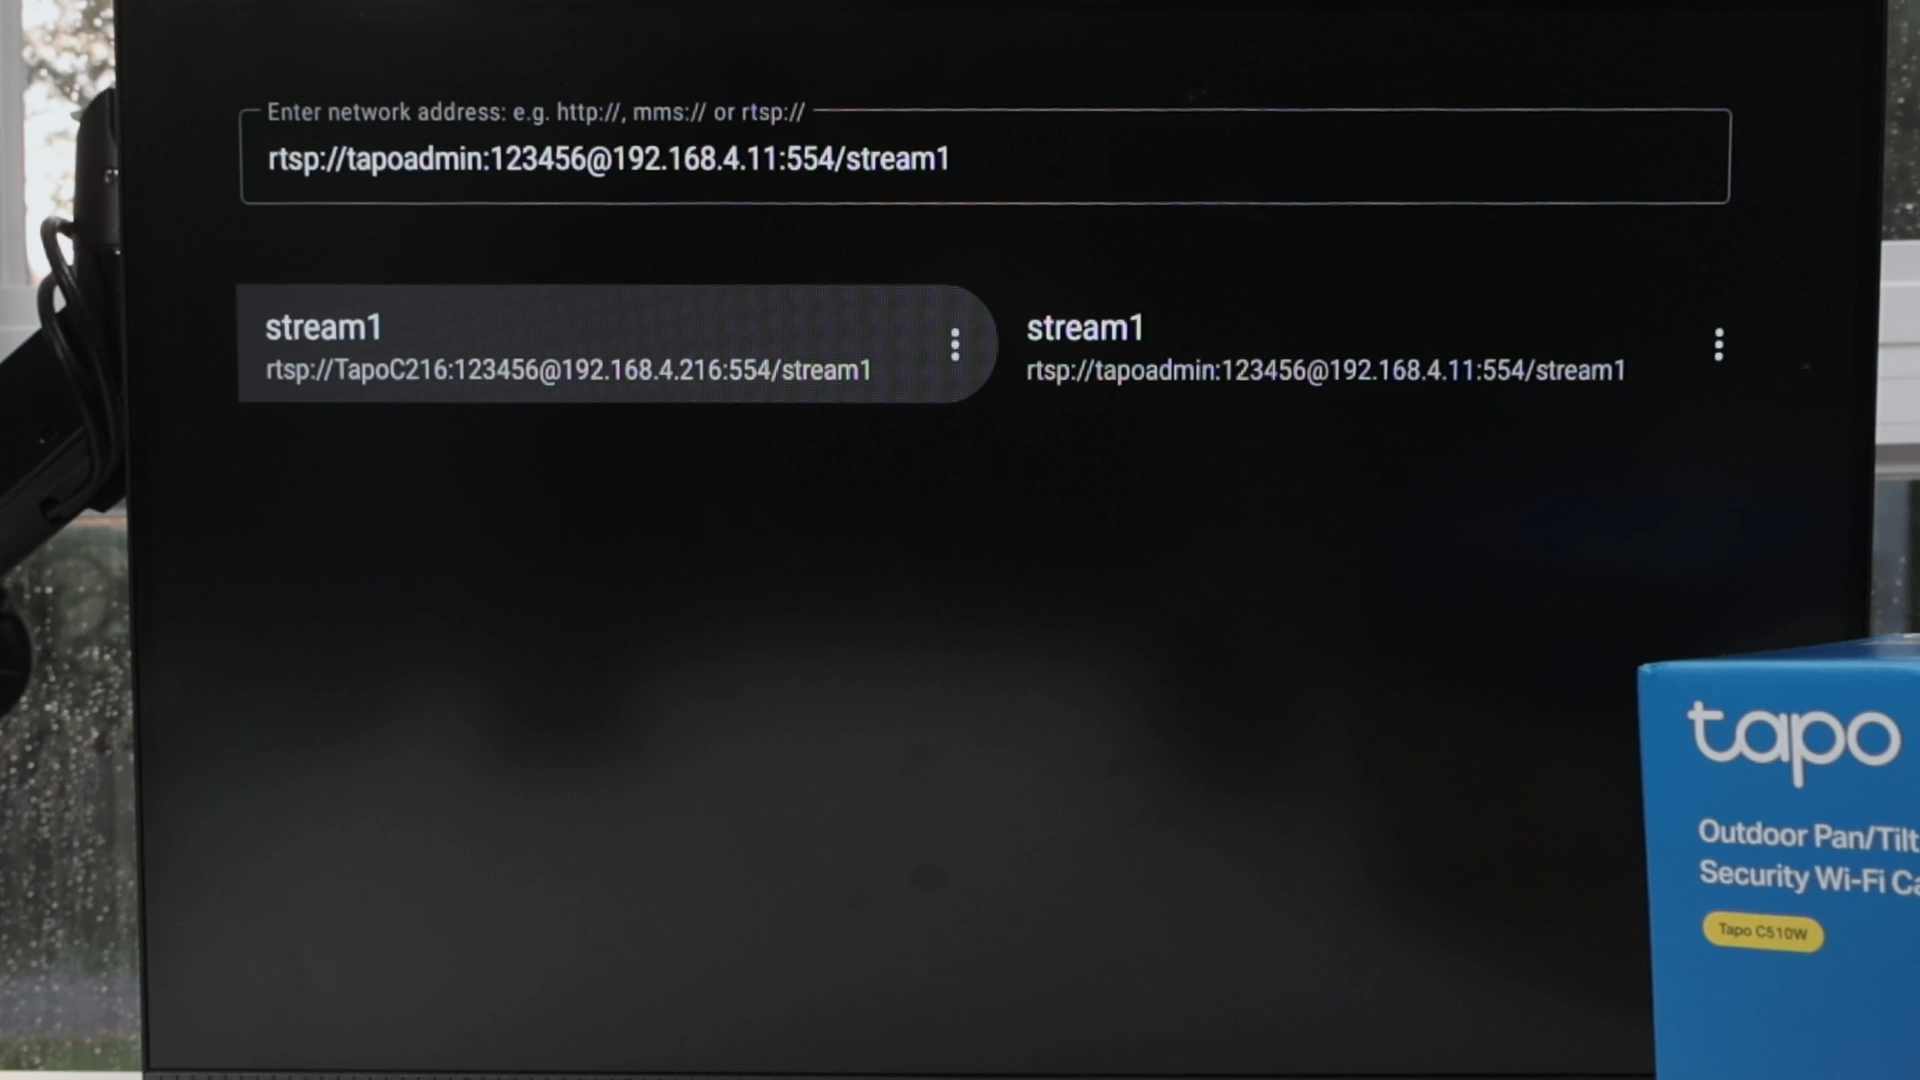 Enter network address: e.g. http://, mms:// or rtsp://
rtsp://tapoadmin:123456@192.168.4.11:554/stream1
stream1
rtsp://TapoC216:123456@192.168.4.216:554/stream1
stream1
rtsp://tapoadmin:123456@192.168.4.11:554/stream1
tapo
Outdoor Pan/Tilt
Security Wi-Fi
Tapo C510W